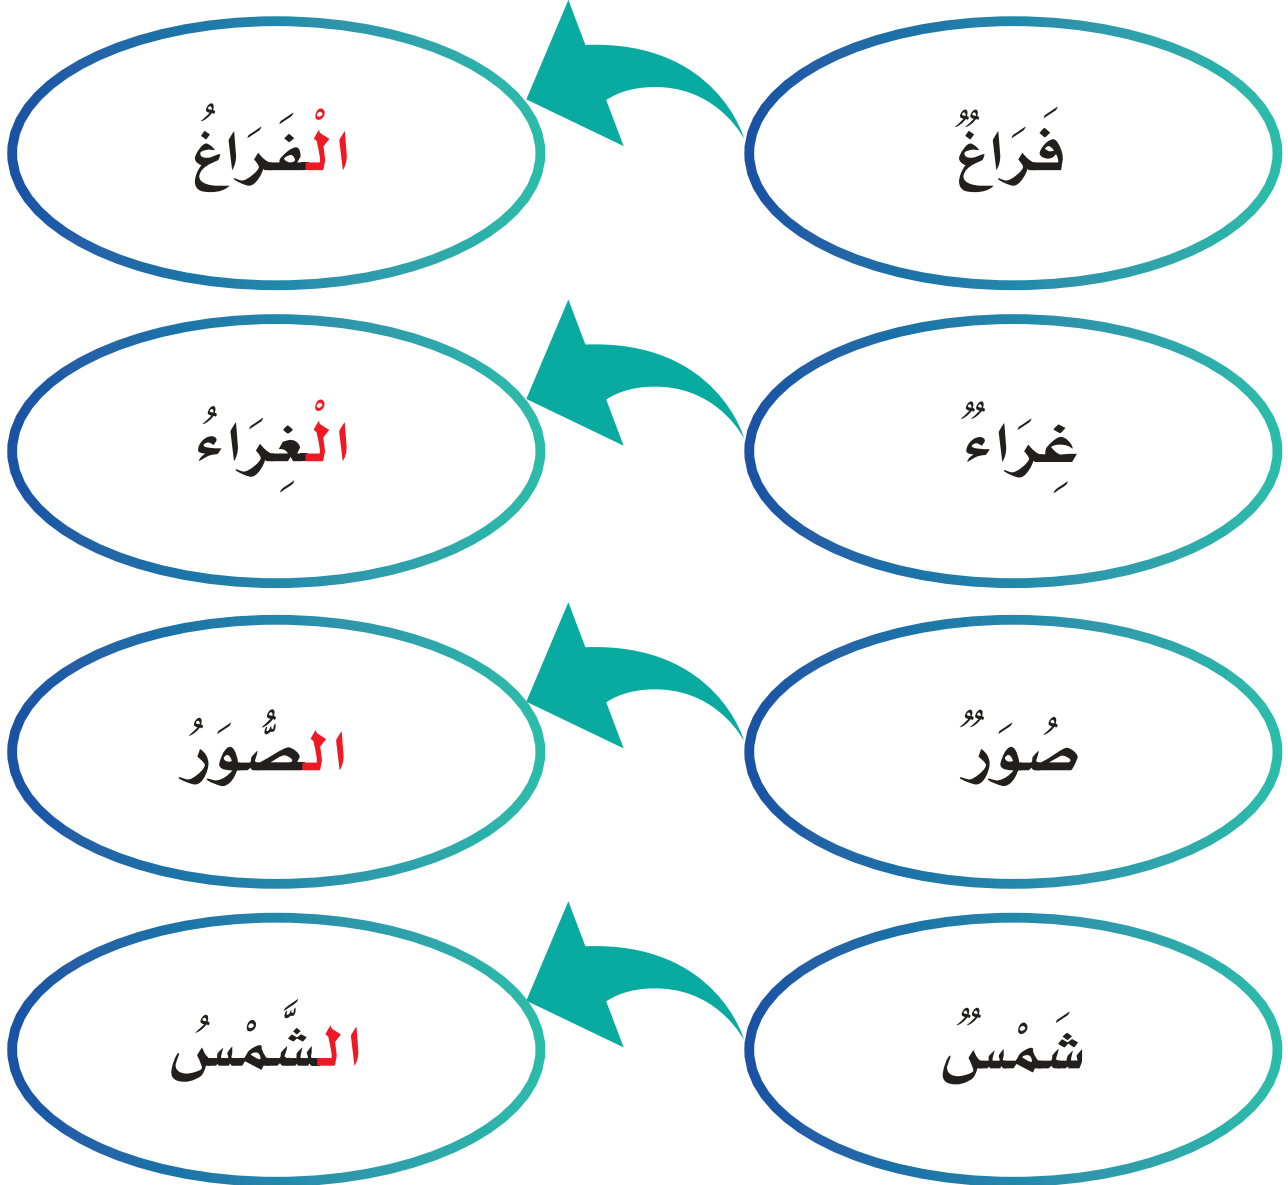 فَرَاغٌ الْفَرَاغُ
غِرَاءٌ الْغِرَاءُ
صُوَرٌ الصُّوَرُ
شَمْسٌ الشَّمْسُ